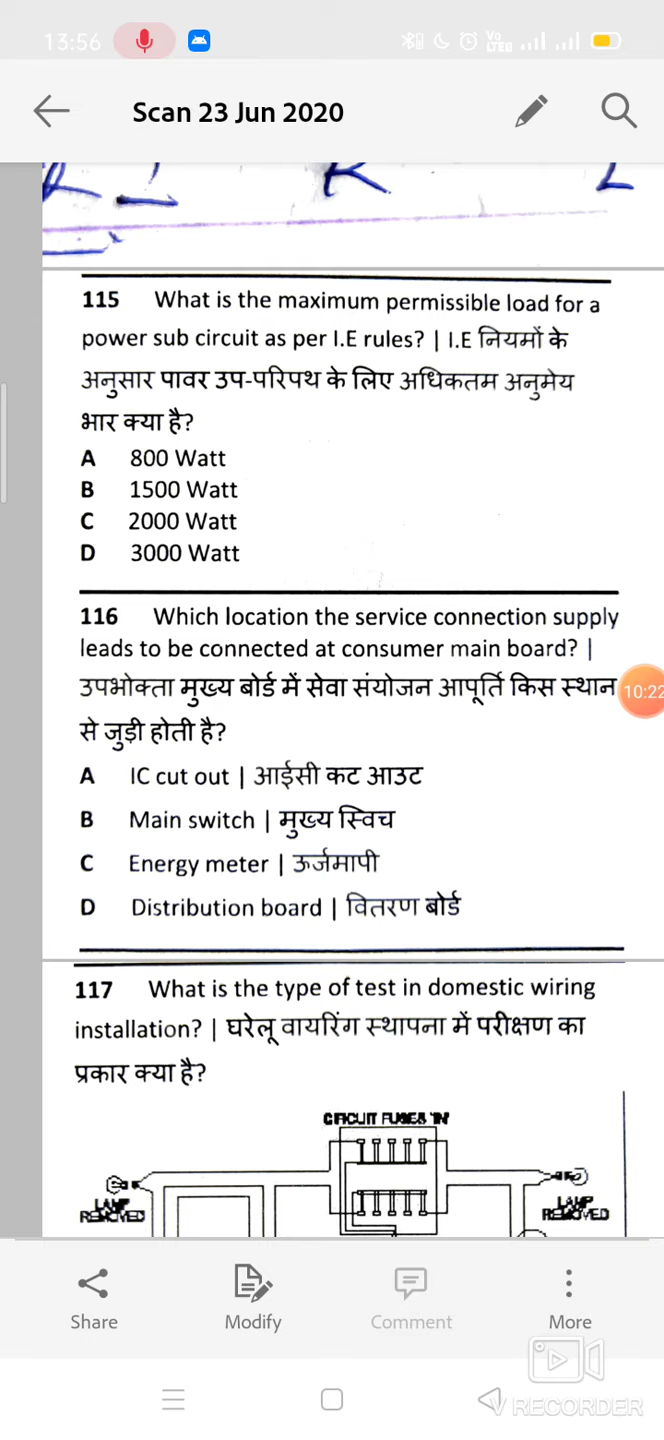 13:56
Vo
LTE
Scan 23 Jun 2020
115 What is the maximum permissible load for a
power sub circuit as per I.E rules? | I.E नियमों के
अनुसार पावर उप-परिपथ के लिए अधिकतम अनुमेय
भार क्या है?
A 800 Watt
B 1500 Watt
C 2000 Watt
D 3000 Watt
116 Which location the service connection supply
leads to be connected at consumer main board? |
उपभोक्ता मुख्य बोर्ड में सेवा संयोजन आपूर्ति किस स्थान
10:22
से जुड़ी होती है?
A IC cut out | आईसी कट आउट
B Main switch | मुख्य स्विच
C Energy meter | ऊर्जामापी
D Distribution board | वितरण बोर्ड
117 What is the type of test in domestic wiring
installation? | घरेलू वायरिंग स्थापना में परीक्षण का
प्रकार क्या है?
CIRCUIT FUSES 'IN'
LAMP
REMOVED
LAMP
REMOVED
Share Modify Comment More
RECORDER